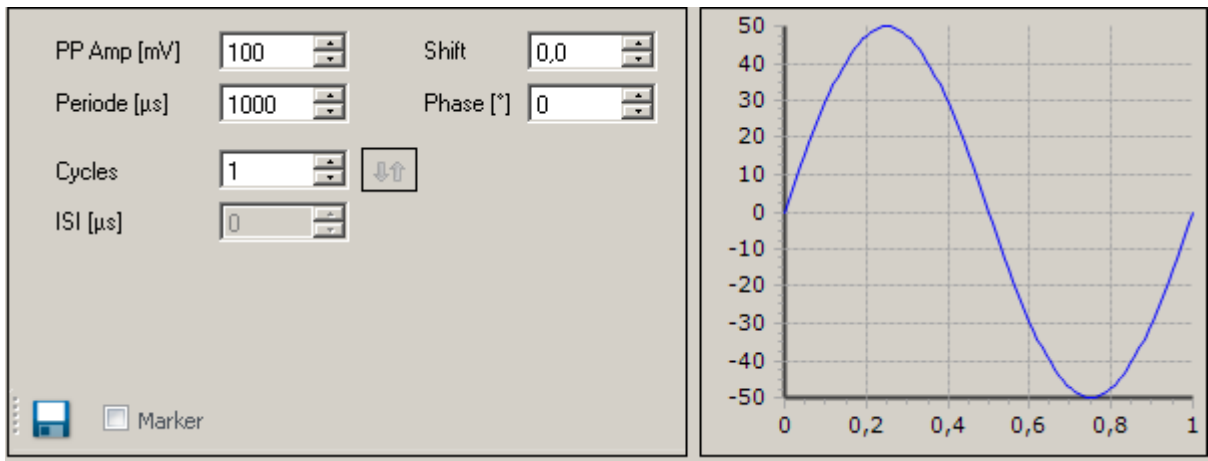 PP Amp [mV] 100 Shift 0,0
Periode [µs] 1000 Phase [°] 0
Cycles 1
ISI [µs] 0
Marker
50
40
30
20
10
0
-10
-20
-30
-40
-50
0 0,2 0,4 0,6 0,8 1